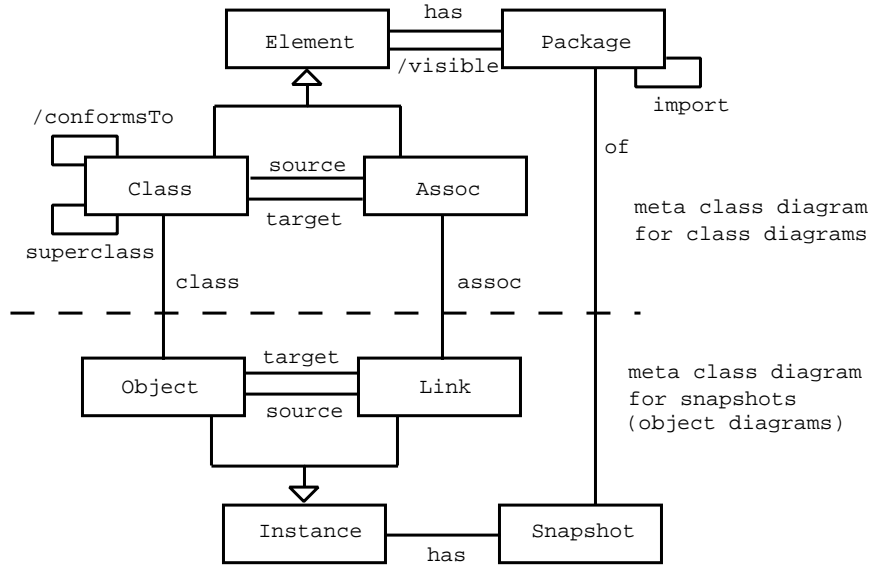 has
Element
Package
/visible
import
/conformsTo
of
source
Class
Assoc
target
meta class diagram
for class diagrams
superclass
class
assoc
target
meta class diagram
Object
Link
for snapshots
source
(object diagrams)
Instance
Snapshot
has